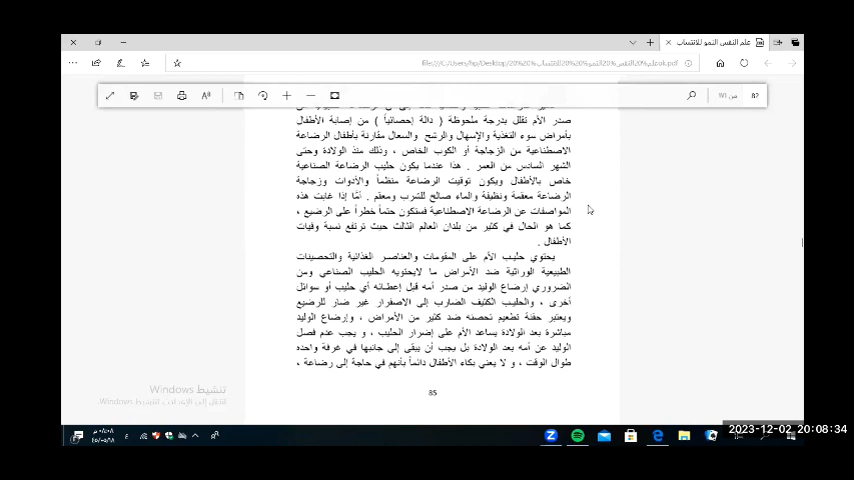 علم النفس النمو للانتساب
82
صدر الأم تقلل بدرجة ملحوظة ( دالة إحصائياً ) من إصابة الأطفال
بأمراض سوء التغذية والإسهال والرشح والسعال مقارنة بأطفال الرضاعة
الاصطناعية من الزجاجة أو الكوب الخاص ، وذلك منذ الولادة وحتى
الشهر السادس من العمر . هذا عندما يكون حليب الرضاعة الصناعية
خاص بالأطفال ويكون توقيت الرضاعة منظماً والأدوات وزجاجة
الرضاعة معقمة ونظيفة والماء صالح للشرب ومعقم . أمّا إذا غابت هذه
المواصفات عن الرضاعة الاصطناعية فستكون حتماً خطراً على الرضيع ،
كما هو الحال في كثير من بلدان العالم الثالث حيث ترتفع نسبة وفيات
الأطفال .
يحتوي حليب الأم على المقومات والعناصر الغذائية والتحصينات
الطبيعية الوراثية ضد الأمراض ما لايحتويه الحليب الصناعي ومن
الضروري إرضاع الوليد من صدر أمه قبل إعطائه أي حليب أو سوائل
أخرى ، والحليب الكثيف الضارب إلى الاصفرار غير ضار للرضيع
ويعتبر حقنة تطعيم تحصنه ضد كثير من الأمراض ، وإرضاع الوليد
مباشرة بعد الولادة يساعد الأم على إضرار الحليب ، و يجب عدم فصل
الوليد عن أمه بعد الولادة بل يجب أن يبقى إلى جانبها في غرفة واحده
طوال الوقت ، و لا يعني بكاء الأطفال دائماً بأنهم في حاجة إلى رضاعة ،
85
تنشيط Windows
2023-12-02 20:08:34